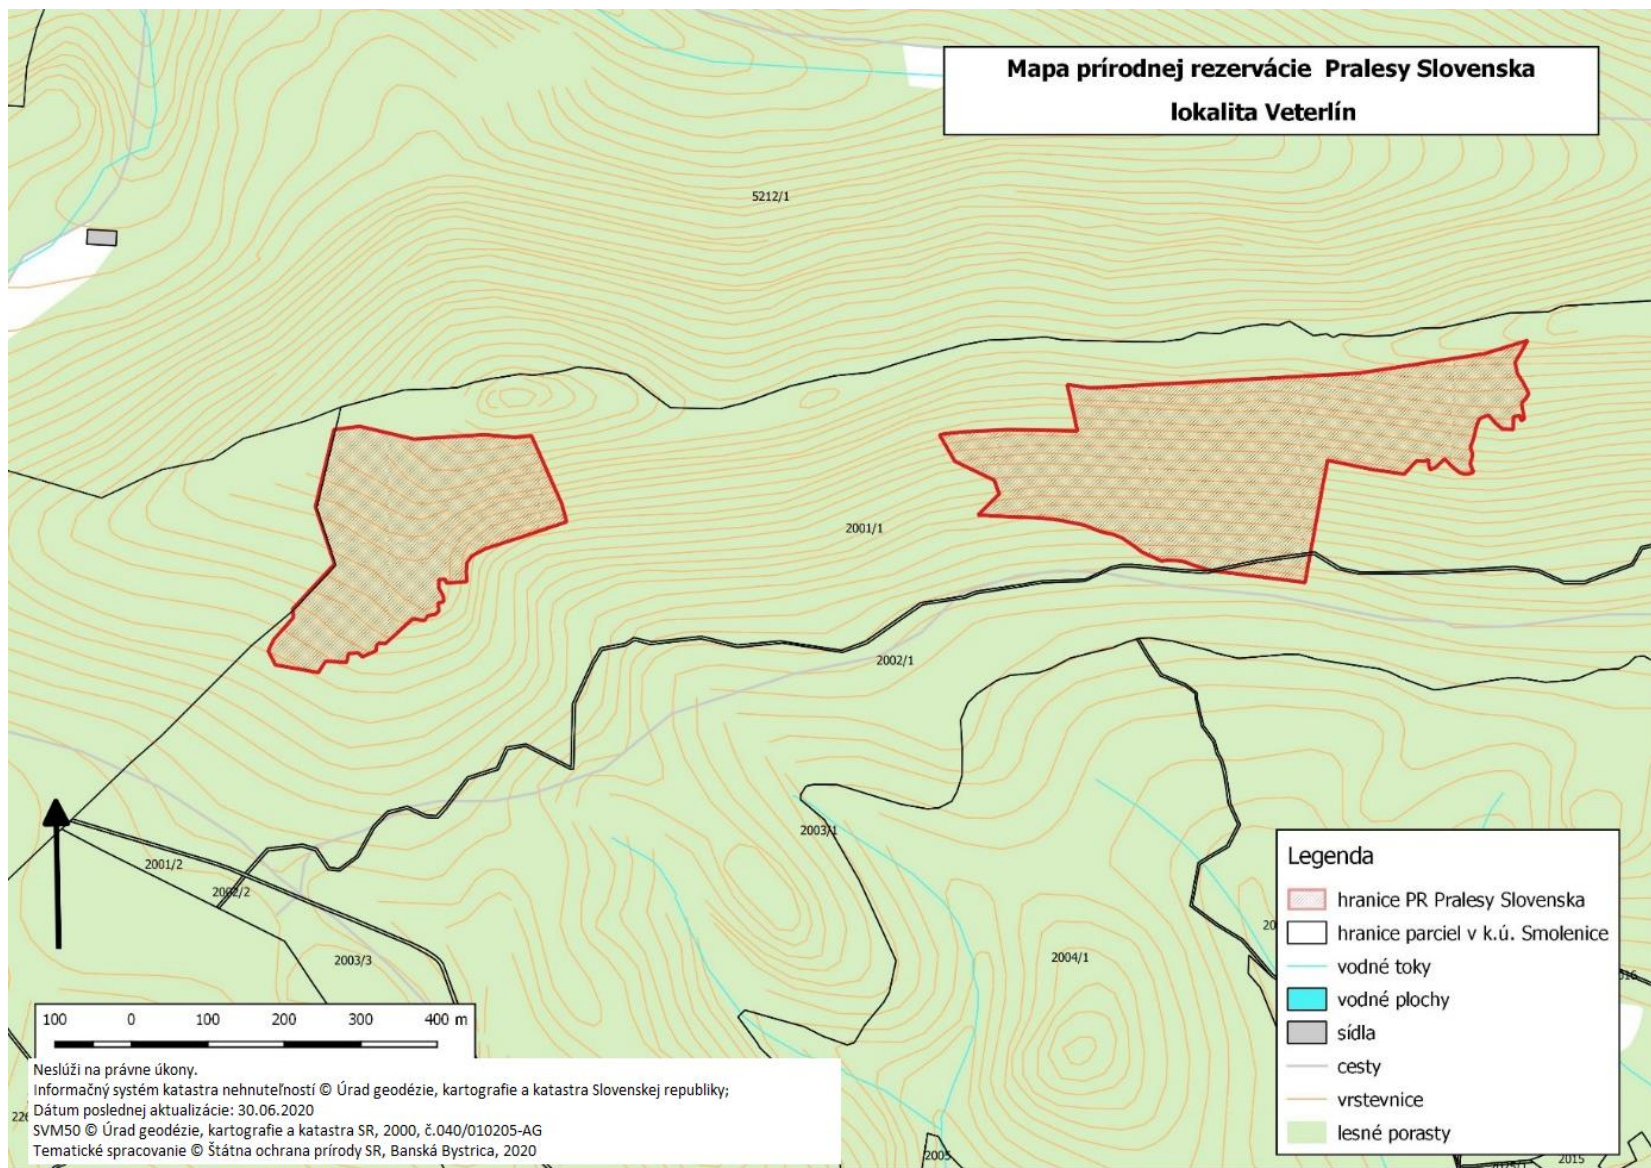 Mapa prírodnej rezervácie Pralesy Slovenska
lokalita Veterlín
5212/1
2001/1
2002/1
2003/1
2001/2
2002/2
2003/3
2004/1
Legenda
hranice PR Pralesy Slovenska
hranice parciel v k.ú. Smolenice
vodné toky
vodné plochy
sídla
cesty
vrstevnice
lesné porasty
100 0 100 200 300 400 m
Neslúži na právne úkony.
Informačný systém katastra nehnuteľností © Úrad geodézie, kartografie a katastra Slovenskej republiky;
Dátum poslednej aktualizácie: 30.06.2020
SVM50 © Úrad geodézie, kartografie a katastra SR, 2000, č.040/010205-AG
Tematické spracovanie © Štátna ochrana prírody SR, Banská Bystrica, 2020
2005
2015